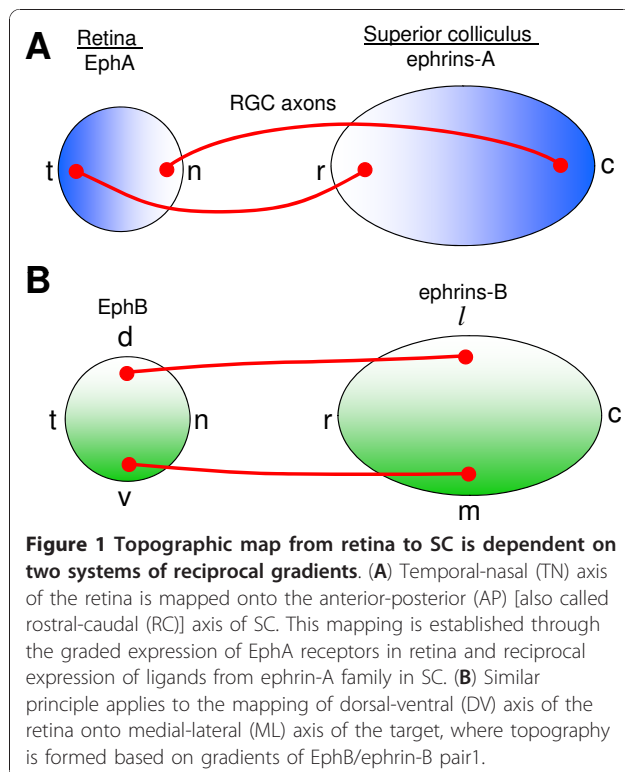 A
Retina
EphA
Superior colliculus
ephrins-A
RGC axons
t
n
r
c
B
EphB
d
ephrins-B
l
t
n
r
c
v
m
Figure 1 Topographic map from retina to SC is dependent on
two systems of reciprocal gradients. (A) Temporal-nasal (TN) axis
of the retina is mapped onto the anterior-posterior (AP) [also called
rostral-caudal (RC)] axis of SC. This mapping is established through
the graded expression of EphA receptors in retina and reciprocal
expression of ligands from ephrin-A family in SC. (B) Similar
principle applies to the mapping of dorsal-ventral (DV) axis of the
retina onto medial-lateral (ML) axis of the target, where topography
is formed based on gradients of EphB/ephrin-B pair1.